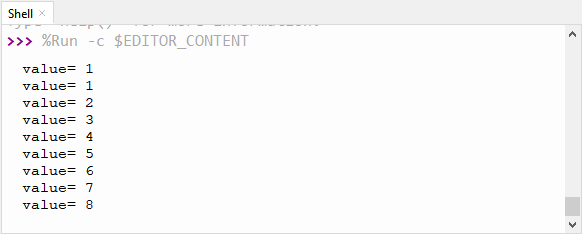 Shell ×
>>> %Run -c $EDITOR_CONTENT
value= 1
value= 1
value= 2
value= 3
value= 4
value= 5
value= 6
value= 7
value= 8